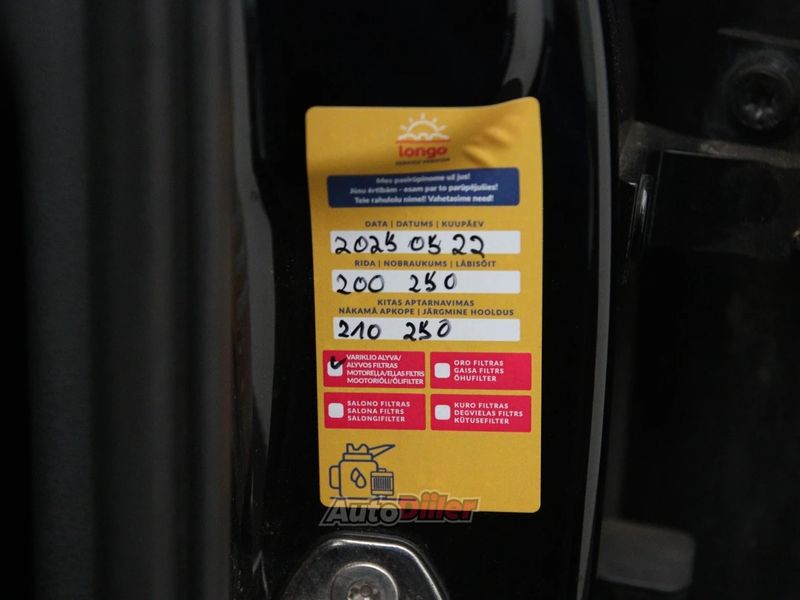 longo
Mes pasirūpinome už jus!
Jūsu ērtībām - esam par to parūpējušies!
Teie rahulolu nimel! Vahetasime need!
DATA | DATUMS | KUUPÄEV
2025 05 22
RIDA | NOBRAUKUMS | LÄBISÕIT
200 250
KITAS APTARNAVIMAS
NĀKAMĀ APKOPE | JÄRGMINE HOOLDUS
210 250
VARIKLIO ALYVA/
ALYVOS FILTRAS
MOTOREĻĻA/EĻĻAS FILTRS
MOOTORIÕLI/ÕLIFILTER
ORO FILTRAS
GAISA FILTRS
ÕHUFILTER
SALONO FILTRAS
SALONA FILTRS
SALONGIFILTER
KURO FILTRAS
DEGVIELAS FILTRS
KÜTUSEFILTER
AutoDiller